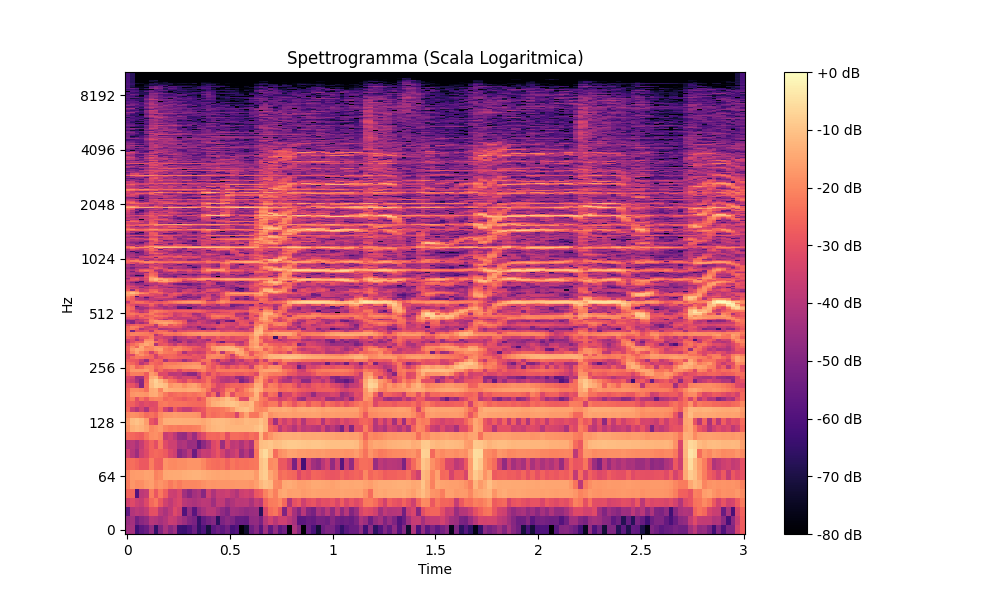 Spettrogramma (Scala Logaritmica)
Hz
8192
4096
2048
1024
512
256
128
64
0
0
0.5
1
1.5
2
2.5
3
Time
+0 dB
-10 dB
-20 dB
-30 dB
-40 dB
-50 dB
-60 dB
-70 dB
-80 dB